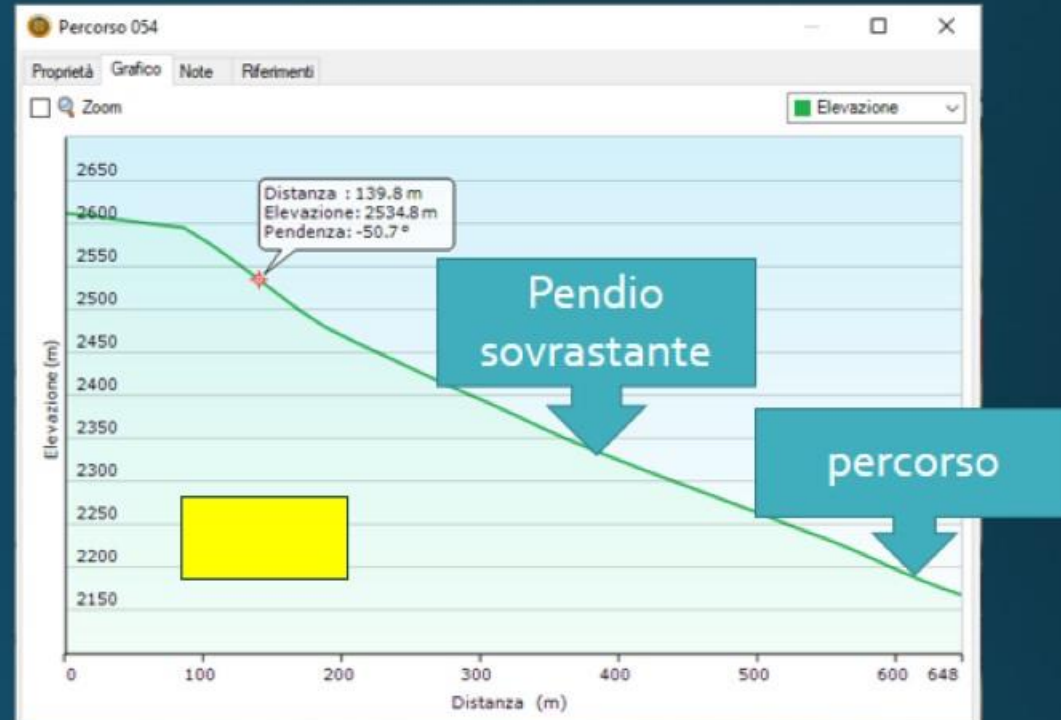 Percorso 054
Proprietà Grafico Note Riferimenti
Zoom
Elevazione
2650
2600
2550
2500
2450
2400
2350
2300
2250
2200
2150
Elevazione (m)
Distanza : 139.8 m
Elevazione: 2534.8 m
Pendenza: -50.7 °
Pendio
sovrastante
percorso
0 100 200 300 400 500 600 648
Distanza (m)